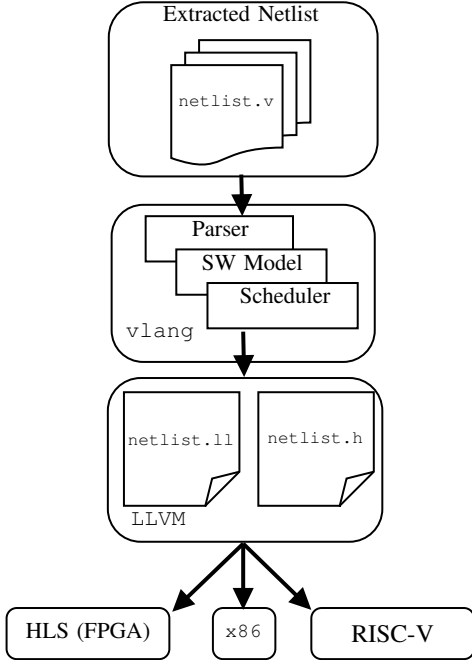 Extracted Netlist
netlist.v
Parser
SW Model
Scheduler
vlang
netlist.ll
netlist.h
LLVM
HLS (FPGA)
x86
RISC-V